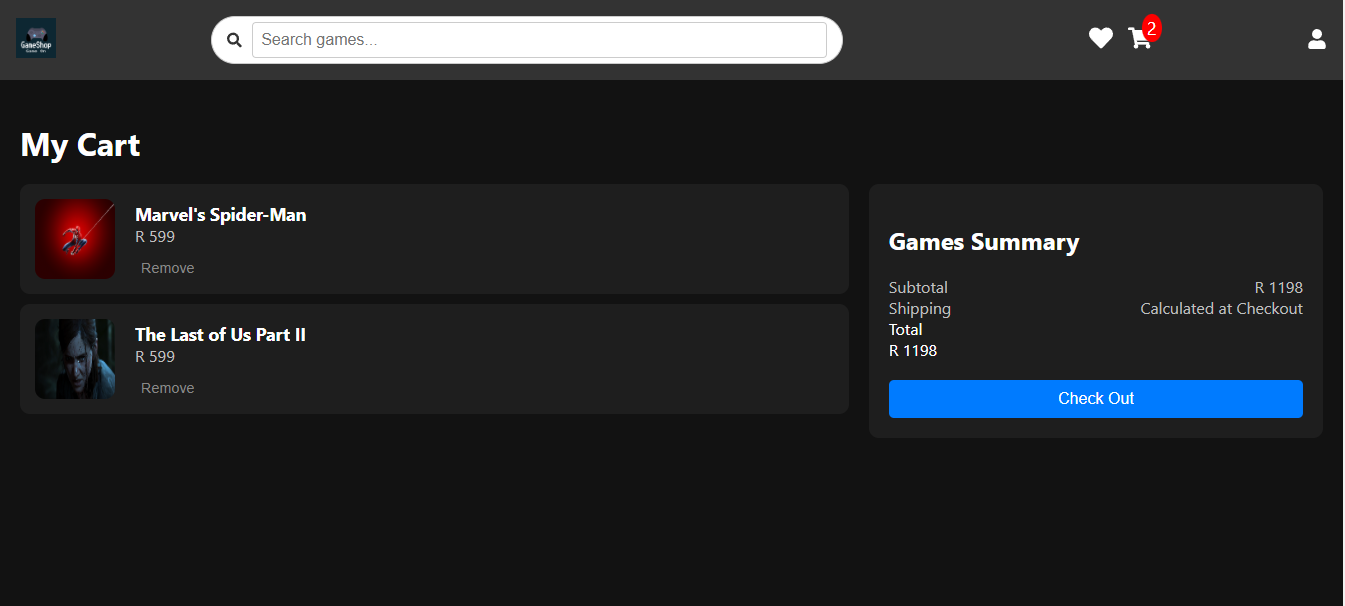 GameShop
Search games...
2
My Cart
Marvel's Spider-Man
R 599
Remove
The Last of Us Part II
R 599
Remove
Games Summary
Subtotal R 1198
Shipping Calculated at Checkout
Total
R 1198
Check Out